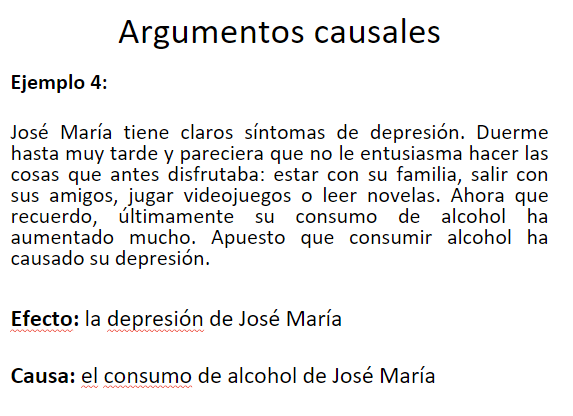 Argumentos causales
Ejemplo 4:
José María tiene claros síntomas de depresión. Duerme
hasta muy tarde y pareciera que no le entusiasma hacer las
cosas que antes disfrutaba: estar con su familia, salir con
sus amigos, jugar videojuegos o leer novelas. Ahora que
recuerdo, últimamente su consumo de alcohol ha
aumentado mucho. Apuesto que consumir alcohol ha
causado su depresión.
Efecto: la depresión de José María
Causa: el consumo de alcohol de José María